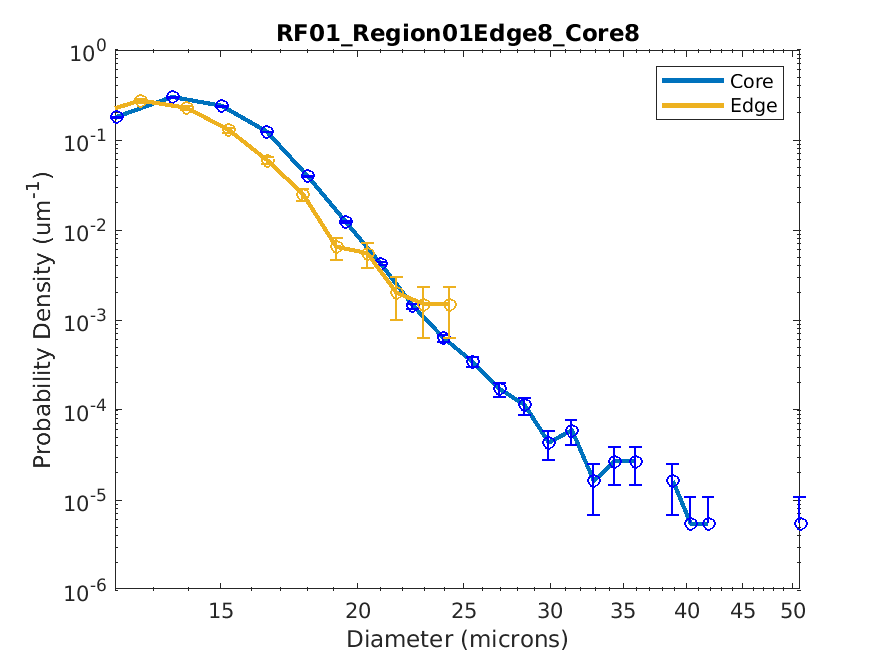 RF01_Region01Edge8_Core8
Core
Edge
10^0
10^-1
10^-2
10^-3
10^-4
10^-5
10^-6
Probability Density (um^-1)
15 20 25 30 35 40 45 50
Diameter (microns)